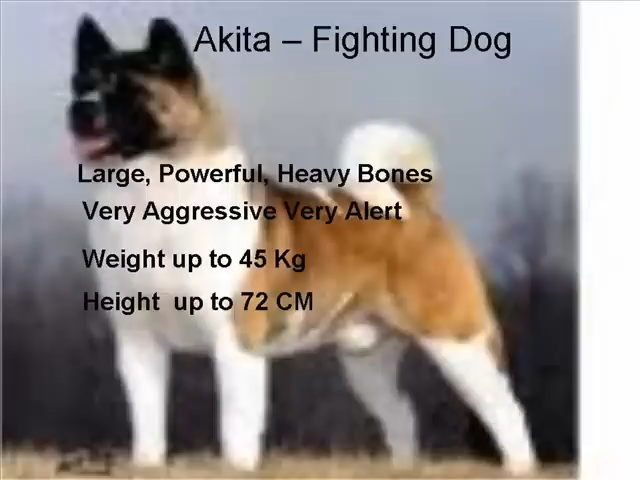 Akita – Fighting Dog
Large, Powerful, Heavy Bones
Very Aggressive Very Alert
Weight up to 45 Kg
Height  up to 72 CM